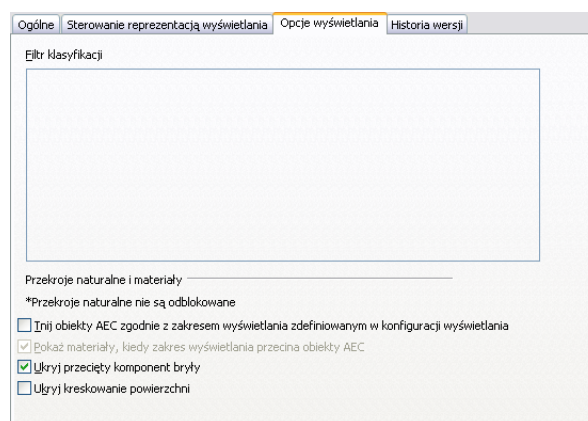 Ogólne Sterowanie reprezentacją wyświetlania Opcje wyświetlania Historia wersji
Filtr klasyfikacji
Przekroje naturalne i materiały
*Przekroje naturalne nie są odblokowane
Tnij obiekty AEC zgodnie z zakresem wyświetlania zdefiniowanym w konfiguracji wyświetlania
Pokaż materiały, kiedy zakres wyświetlania przecina obiekty AEC
Ukryj przecięty komponent bryły
Ukryj kreskowanie powierzchni